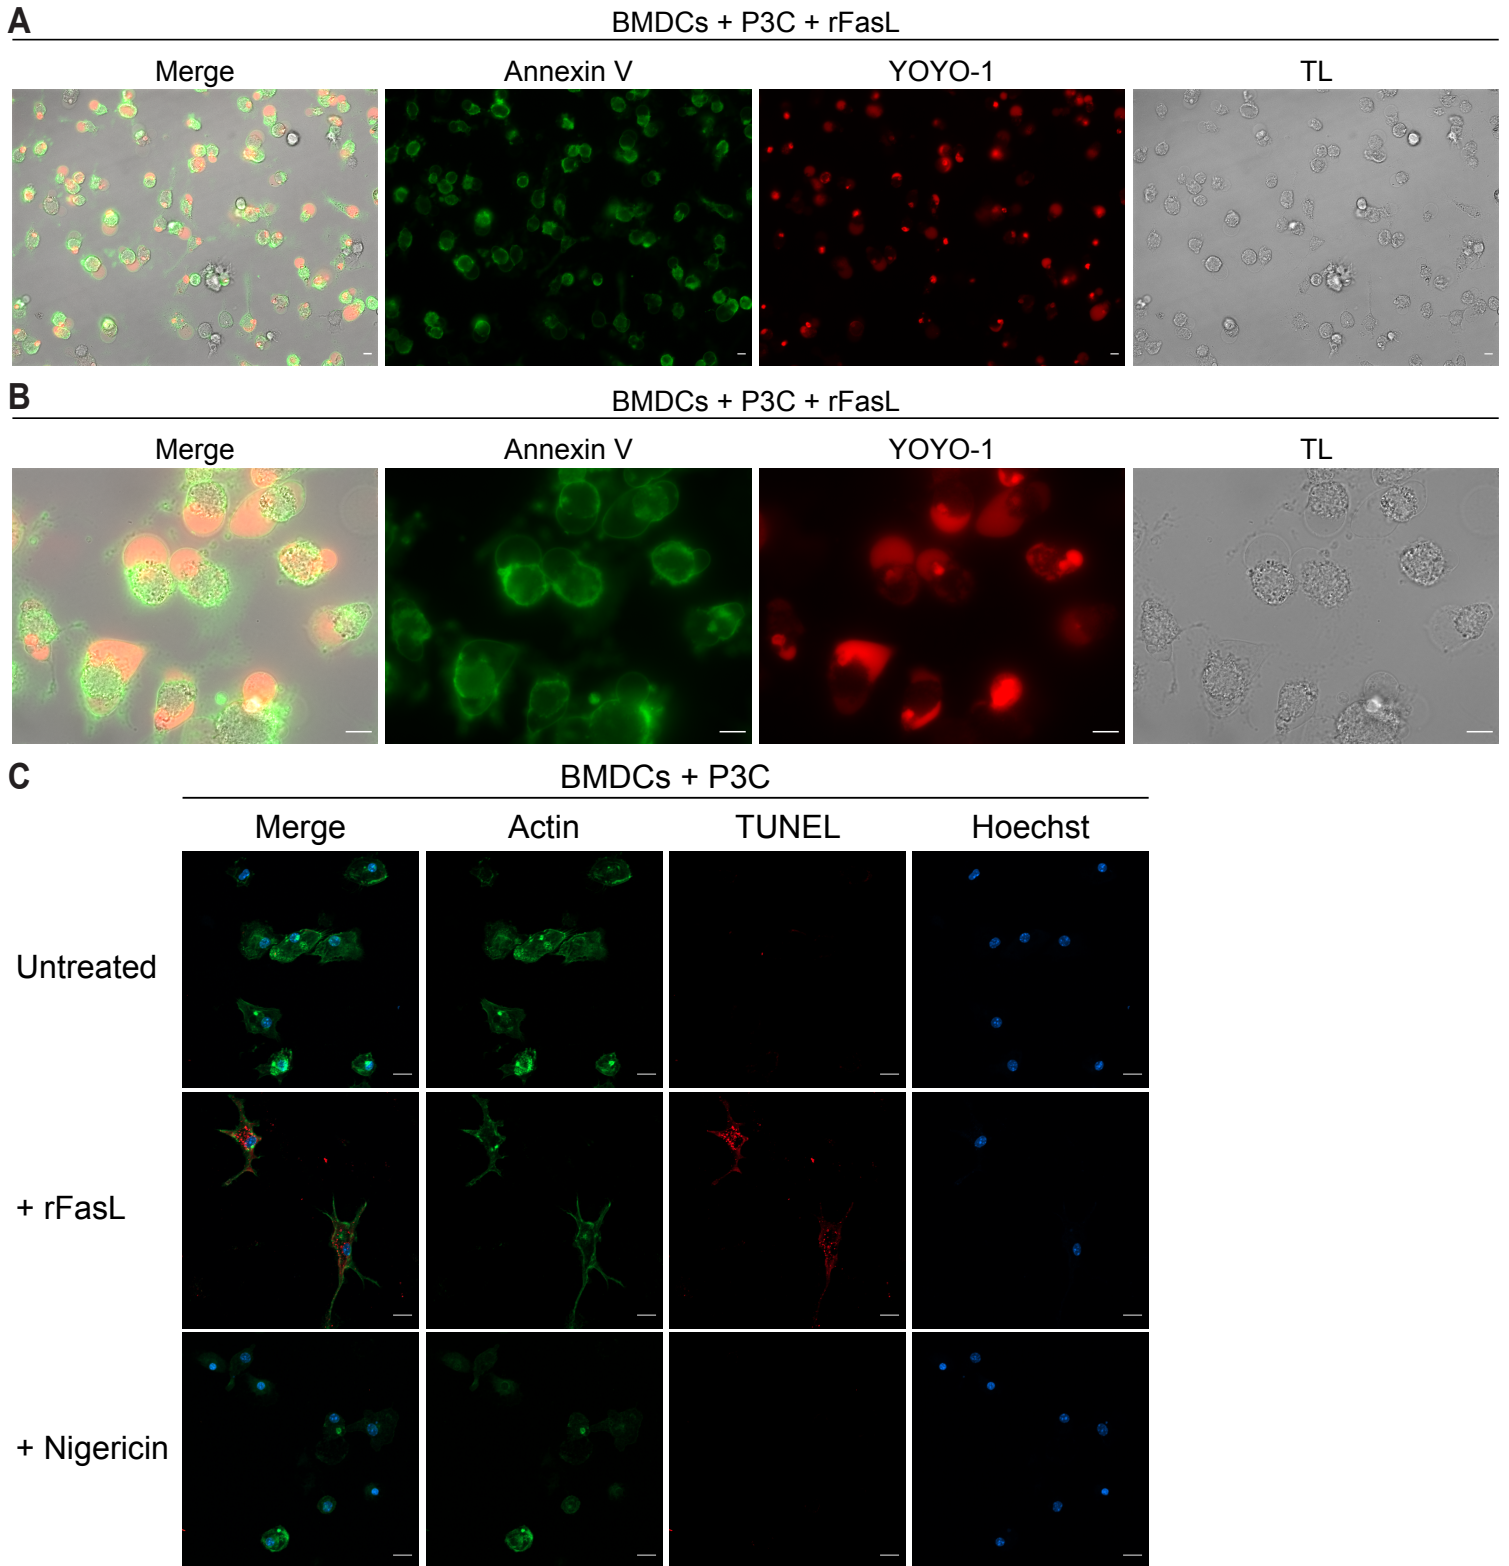 A
BMDCs + P3C + rFasL
Merge
Annexin V
YOYO-1
TL
B
BMDCs + P3C + rFasL
Merge
Annexin V
YOYO-1
TL
C
BMDCs + P3C
Merge
Actin
TUNEL
Hoechst
Untreated
+ rFasL
+ Nigericin